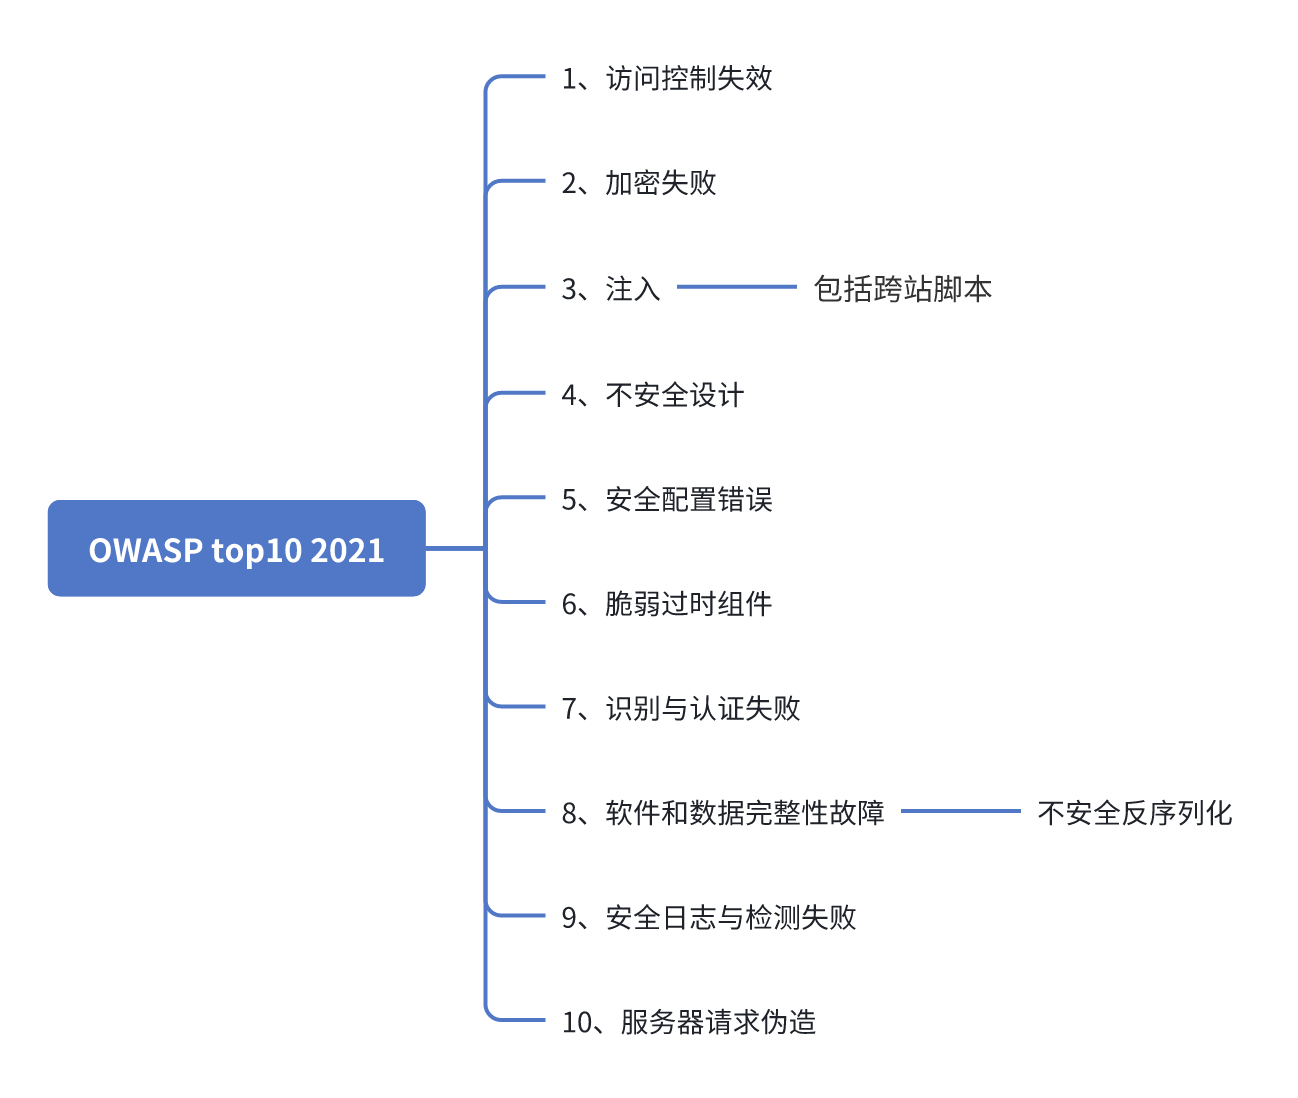 1、访问控制失效
2、加密失败
3、注入
包括跨站脚本
4、不安全设计
5、安全配置错误
OWASP top10 2021
6、脆弱过时组件
7、识别与认证失败
8、软件和数据完整性故障
不安全反序列化
9、安全日志与检测失败
10、服务器请求伪造